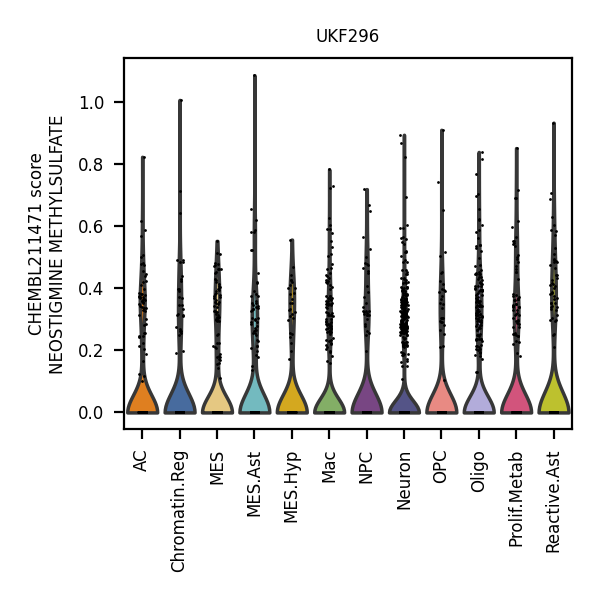 UKF296
CHEMBL211471 score
NEOSTIGMINE METHYLSULFATE
1.0
0.8
0.6
0.4
0.2
0.0
AC
Chromatin.Reg
MES
MES.Ast
MES.Hyp
Mac
NPC
Neuron
OPC
Oligo
Prolif.Metab
Reactive.Ast